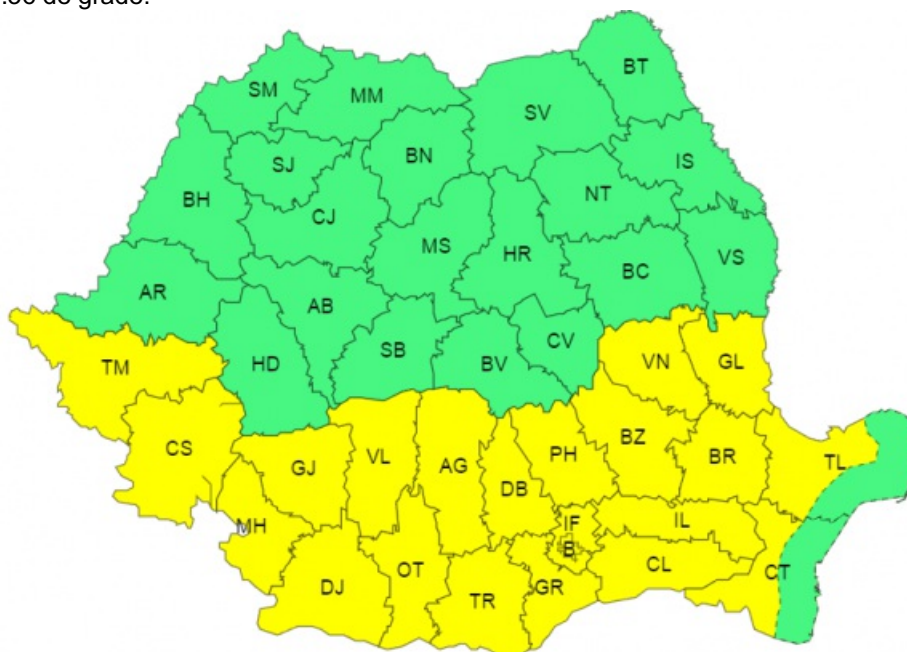 de grade.
BT
SM
MM
SV
BN
IS
SJ
NT
BH
CJ
MS
HR
BC
VS
AR
AB
SB
CV
HD
BV
TM
VN
GL
CS
VL
GJ
AG
PH
BZ
BR
TL
DB
MH
IF
IL
B
OT
CL
CT
DJ
TR
GR